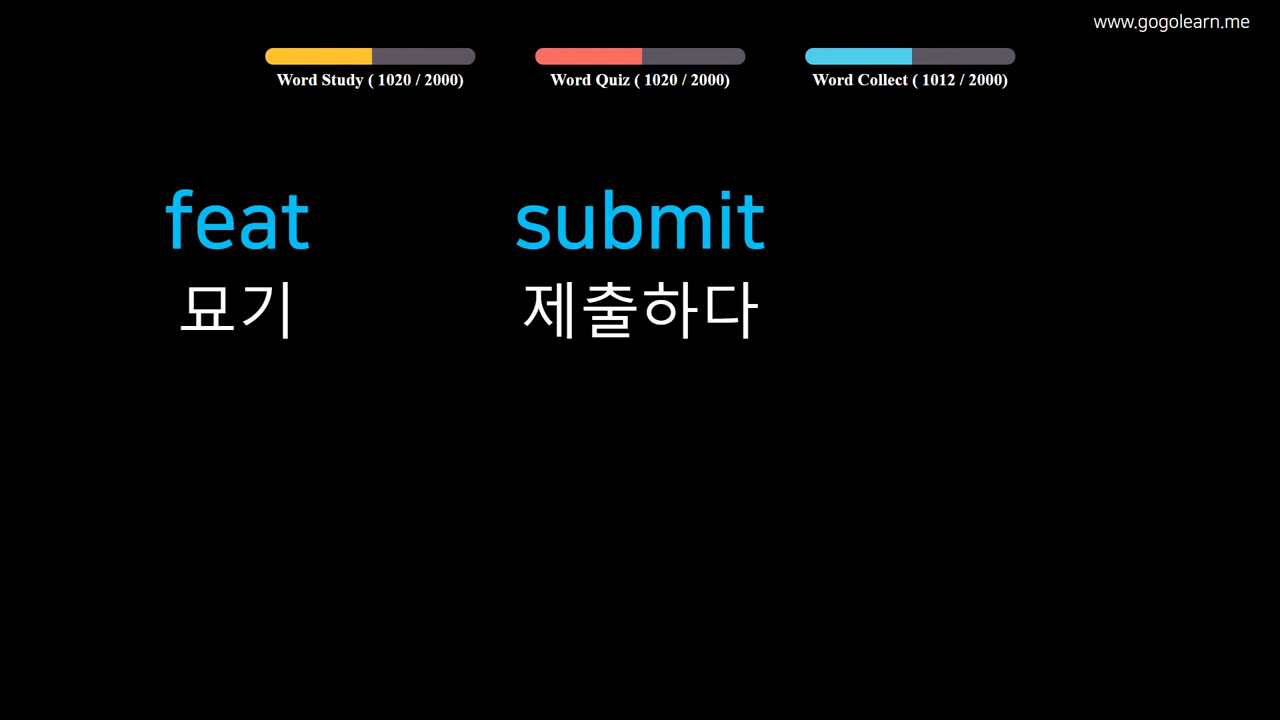 www.gogolearn.me
Word Study ( 1020 / 2000)
Word Quiz ( 1020 / 2000)
Word Collect ( 1012 / 2000)
feat
묘기
submit
제출하다